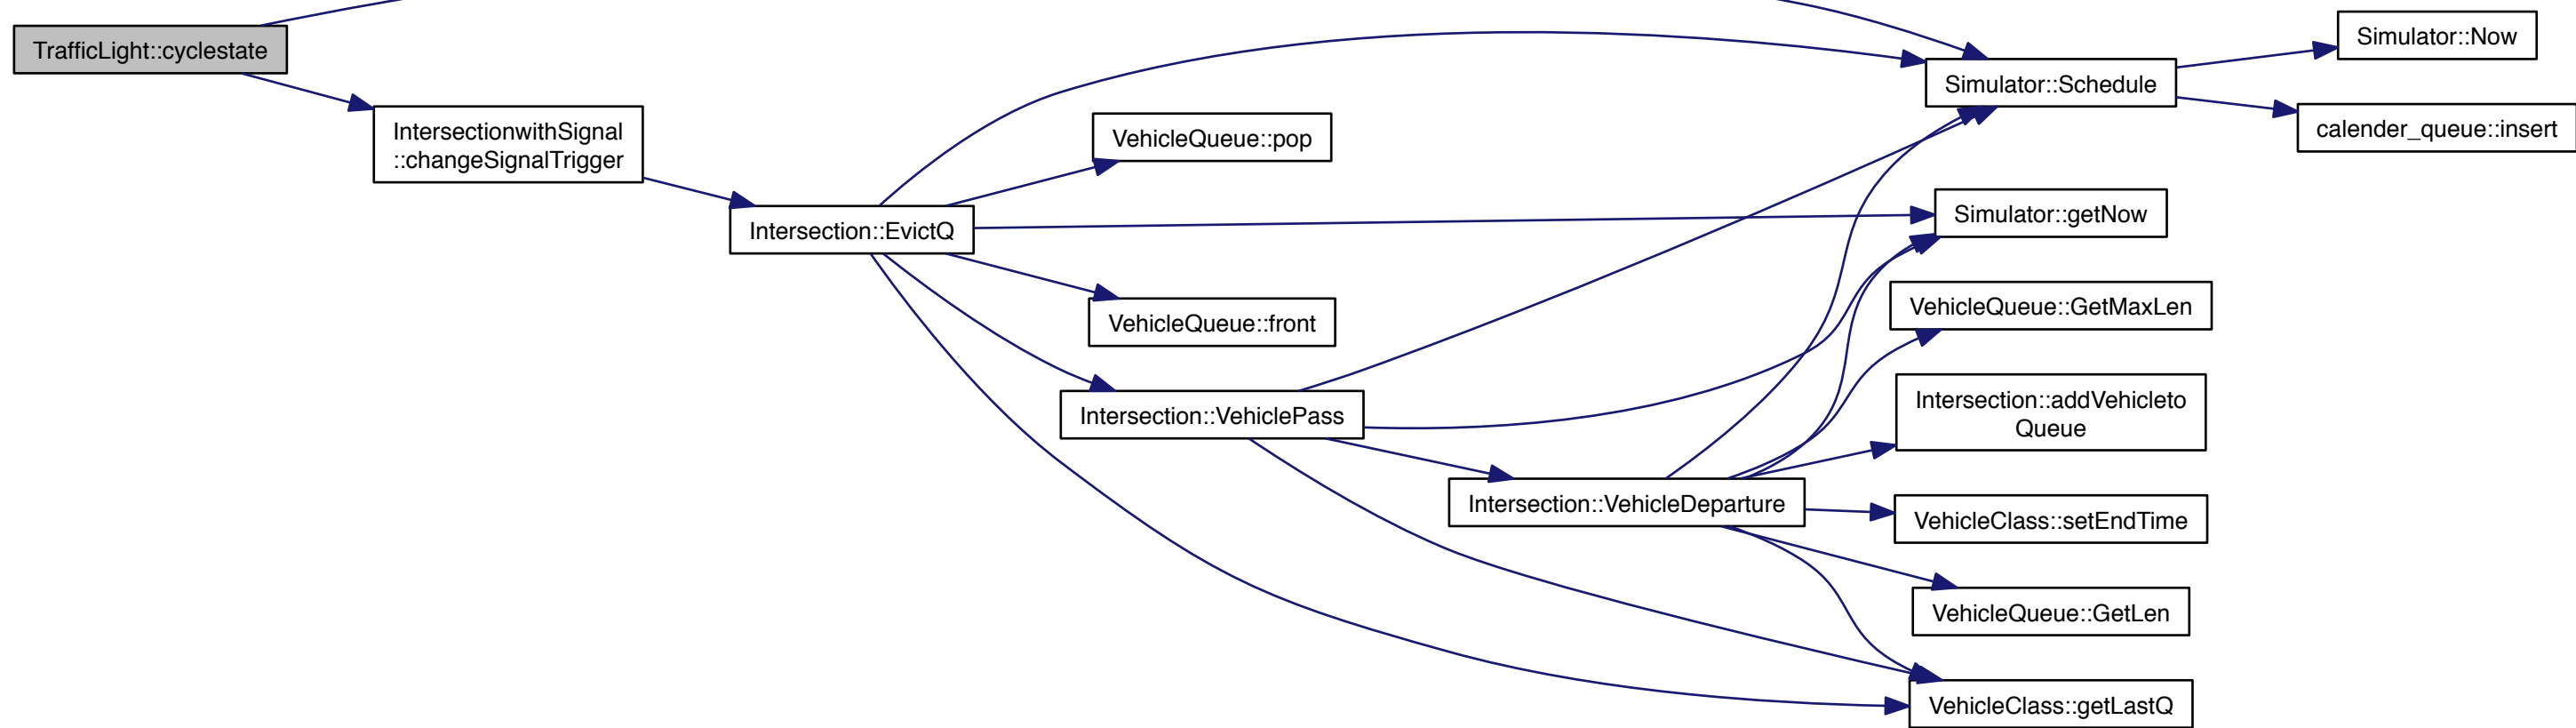 TrafficLight::cyclestate
IntersectionwithSignal
::changeSignalTrigger
Intersection::EvictQ
VehicleQueue::pop
VehicleQueue::front
Intersection::VehiclePass
Intersection::VehicleDeparture
Simulator::Schedule
Simulator::getNow
VehicleQueue::GetMaxLen
Intersection::addVehicleto
Queue
VehicleClass::setEndTime
VehicleQueue::GetLen
VehicleClass::getLastQ
Simulator::Now
calender_queue::insert